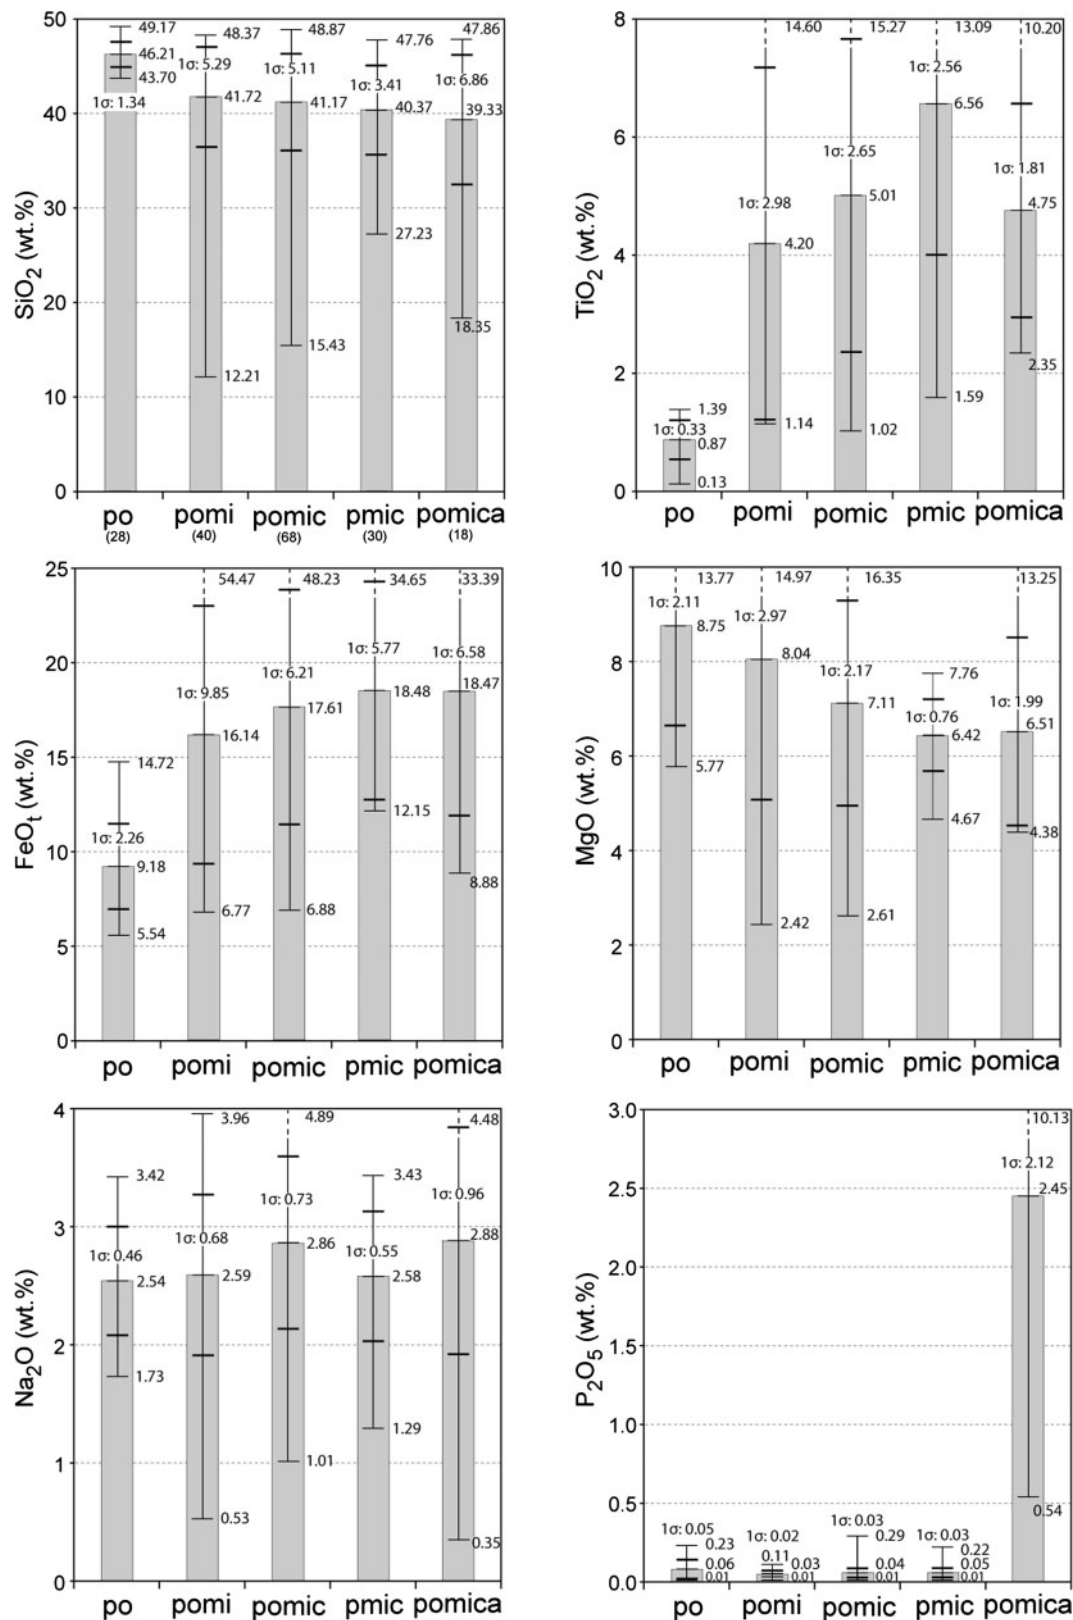 SiO2 (wt.%)
50
40
30
20
10
0
49.17
46.21
43.70
1σ: 1.34
48.37
1σ: 5.29
41.72
12.21
48.87
1σ: 5.11
41.17
15.43
47.76
1σ: 3.41
40.37
27.23
47.86
1σ: 6.86
39.33
18.35
po pomi pomic pmic pomica
(28) (40) (68) (30) (18)
TiO2 (wt.%)
8
6
4
2
0
1.39
1σ: 0.33
0.87
0.13
14.60
1σ: 2.98
4.20
1.14
15.27
1σ: 2.65
5.01
1.02
13.09
1σ: 2.56
6.56
1.59
10.20
1σ: 1.81
4.75
2.35
po pomi pomic pmic pomica
FeOt (wt.%)
25
20
15
10
5
0
14.72
1σ: 2.26
9.18
5.54
54.47
1σ: 9.85
16.14
6.77
48.23
1σ: 6.21
17.61
6.88
34.65
1σ: 5.77
18.48
12.15
33.39
1σ: 6.58
18.47
8.88
po pomi pomic pmic pomica
MgO (wt.%)
10
8
6
4
2
0
13.77
1σ: 2.11
8.75
5.77
14.97
1σ: 2.97
8.04
2.42
16.35
1σ: 2.17
7.11
2.61
7.76
1σ: 0.76
6.42
4.67
13.25
1σ: 1.99
6.51
4.38
po pomi pomic pmic pomica
Na2O (wt.%)
4
3
2
1
0
3.42
1σ: 0.46
2.54
1.73
3.96
1σ: 0.68
2.59
0.53
4.89
1σ: 0.73
2.86
1.01
3.43
1σ: 0.55
2.58
1.29
4.48
1σ: 0.96
2.88
0.35
po pomi pomic pmic pomica
P2O5 (wt.%)
3.0
2.5
2.0
1.5
1.0
0.5
0.0
1σ: 0.05
0.23
0.06
0.01
1σ: 0.02
0.11
0.03
0.01
1σ: 0.03
0.29
0.04
0.01
1σ: 0.03
0.22
0.05
0.01
10.13
1σ: 2.12
2.45
0.54
po pomi pomic pmic pomica